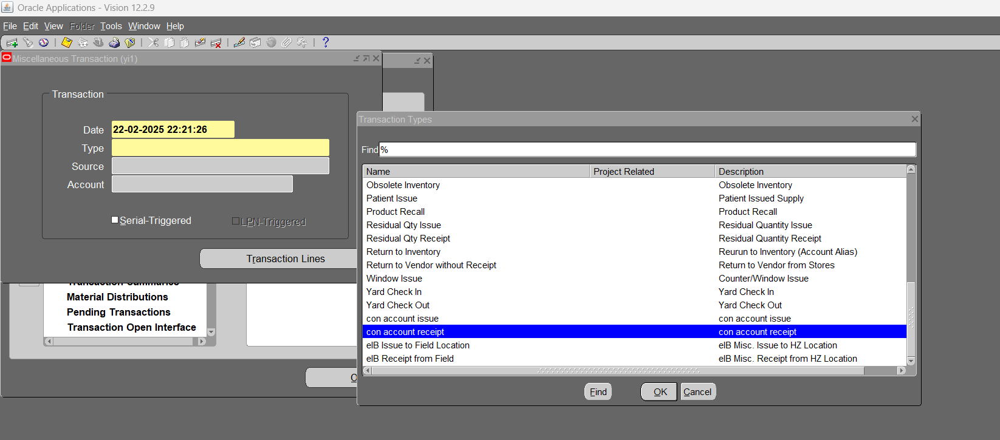 Oracle Applications - Vision 12.2.9
File Edit View Folder Tools Window Help
Miscellaneous Transaction (yi1)
Transaction
Date 22-02-2025 22:21:26
Type
Source
Account
Serial-Triggered LPN-Triggered
Transaction Lines
Transaction Summaries
Material Distributions
Pending Transactions
Transaction Open Interface
O
Transaction Types
Find %
Name Project Related Description
Obsolete Inventory Obsolete Inventory
Patient Issue Patient Issued Supply
Product Recall Product Recall
Residual Qty Issue Residual Quantity Issue
Residual Qty Receipt Residual Quantity Receipt
Return to Inventory Reurun to Inventory (Account Alias)
Return to Vendor without Receipt Return to Vendor from Stores
Window Issue Counter/Window Issue
Yard Check In Yard Check In
Yard Check Out Yard Check Out
con account issue con account issue
con account receipt con account receipt
eIB Issue to Field Location eIB Misc. Issue to HZ Location
eIB Receipt from Field eIB Misc. Receipt from HZ Location
Find OK Cancel